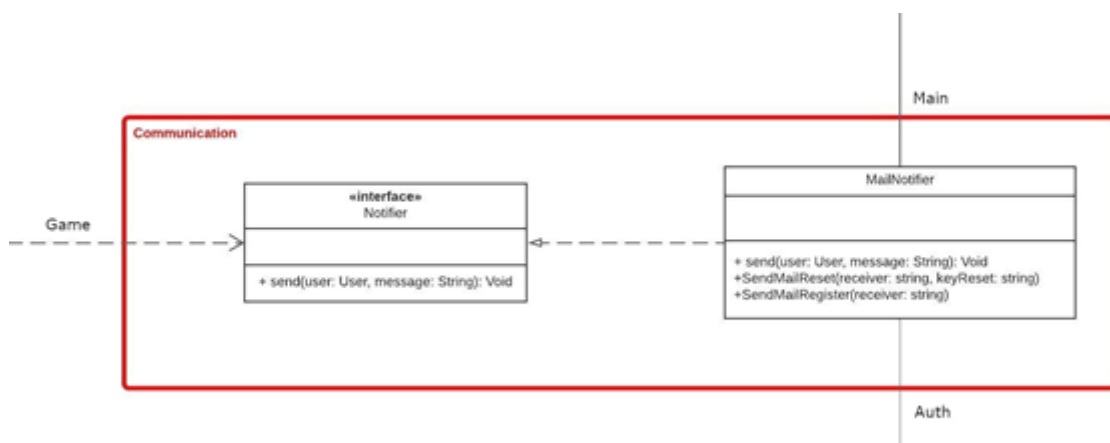 Main
Communication
«interface»
Notifier
+ send(user: User, message: String): Void
MailNotifier
+ send(user: User, message: String): Void
+SendMailReset(receiver: string, keyReset: string)
+SendMailRegister(receiver: string)
Game
Auth